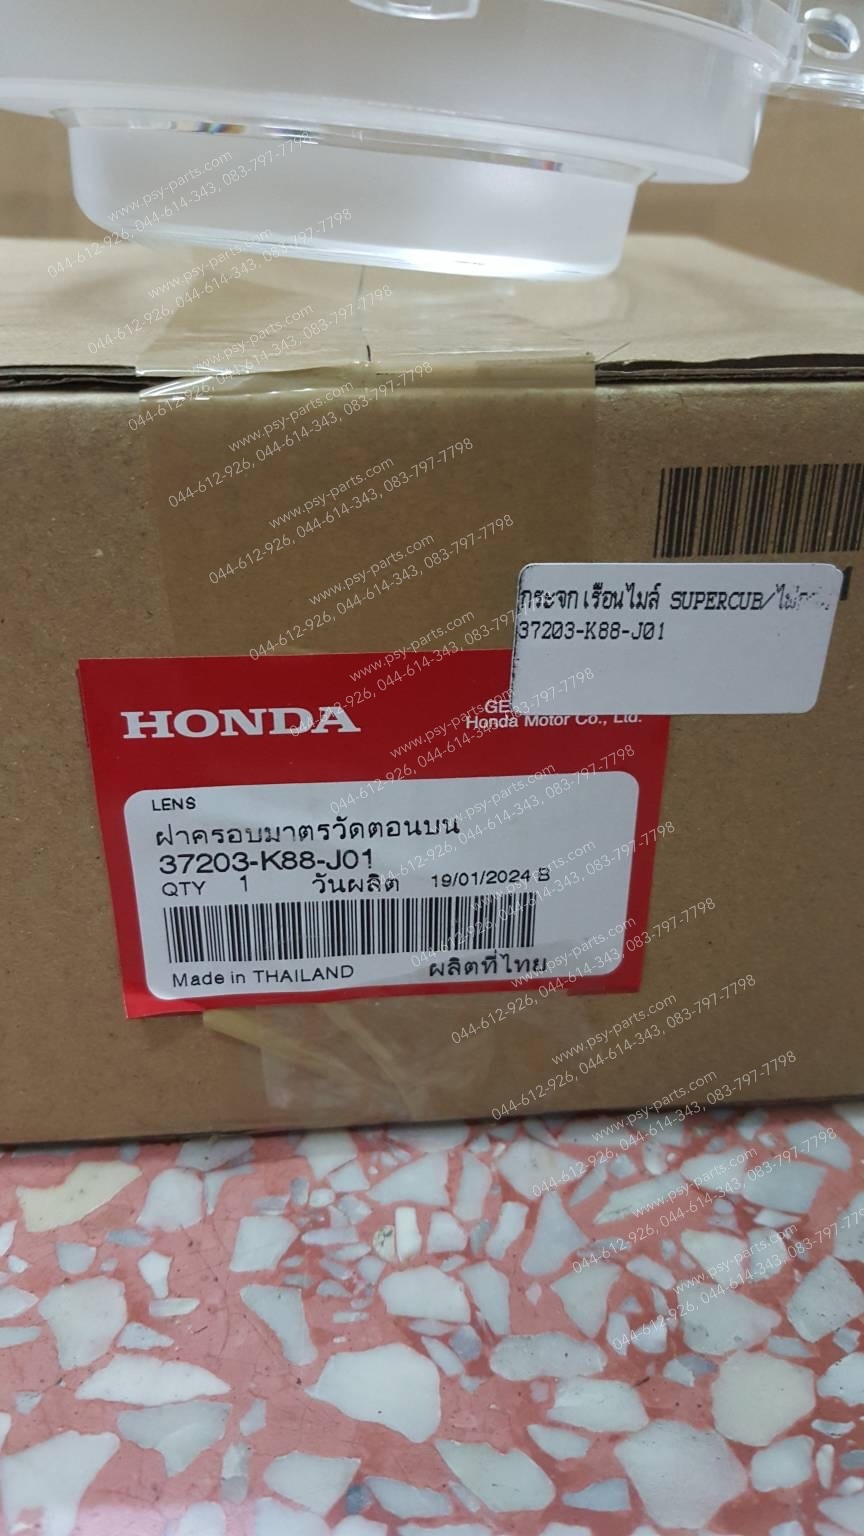 กระจกเรือนไมล์ SUPERCUB/
37203-K88-J01
HONDA
Honda Motor Co., Ltd.
LENS
ฝาครอบมาตรวัดตอนบน
37203-K88-J01
QTY 1 วันผลิต 19/01/2024 B
Made in THAILAND ผลิตที่ไทย
www.psy-parts.com
044-612-926, 044-614-343, 083-797-7798